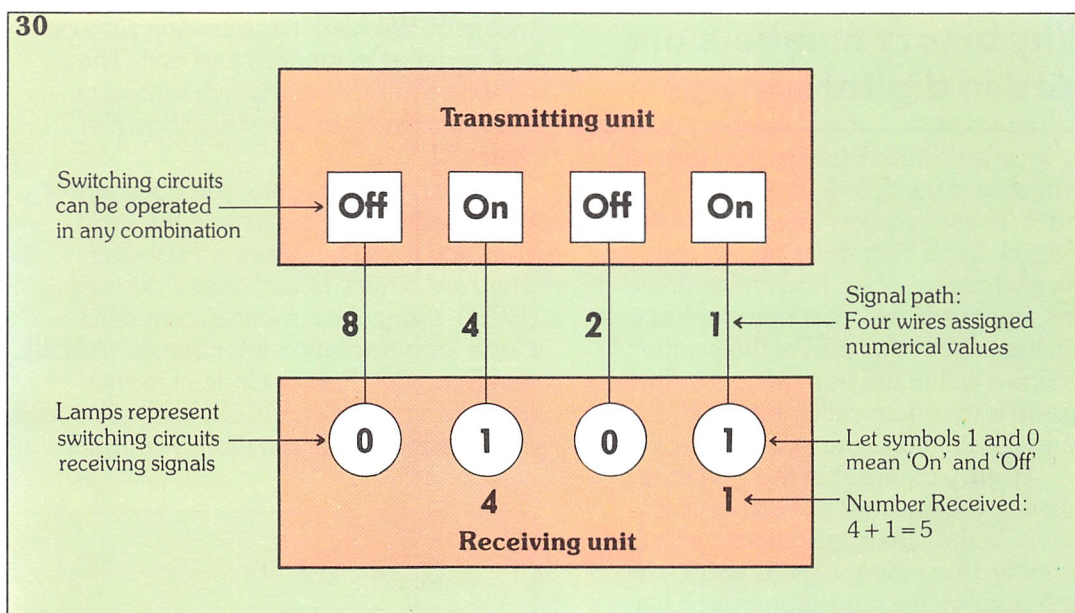 30
Transmitting unit
Switching circuits
can be operated
in any combination
Off On Off On
8 4 2 1
Signal path:
Four wires assigned
numerical values
Lamps represent
switching circuits
receiving signals
0 1 0 1
Let symbols 1 and 0
mean ‘On’ and ‘Off’
4 1
Number Received:
4 + 1 = 5
Receiving unit